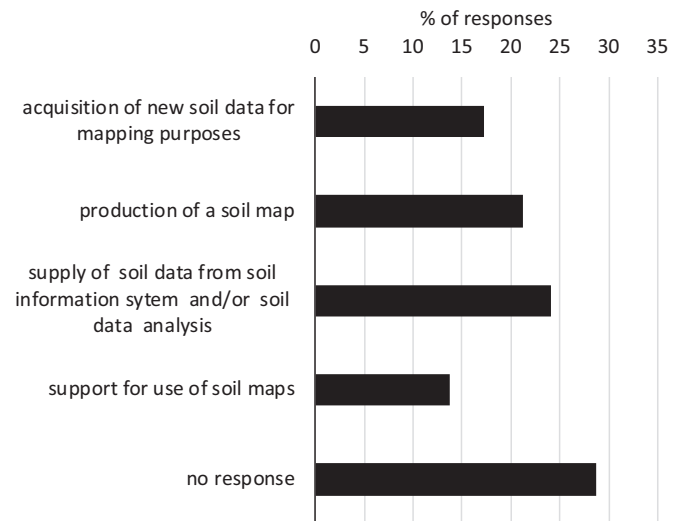 % of responses
0 5 10 15 20 25 30 35
acquisition of new soil data for
mapping purposes
production of a soil map
supply of soil data from soil
information sytem and/or soil
data analysis
support for use of soil maps
no response